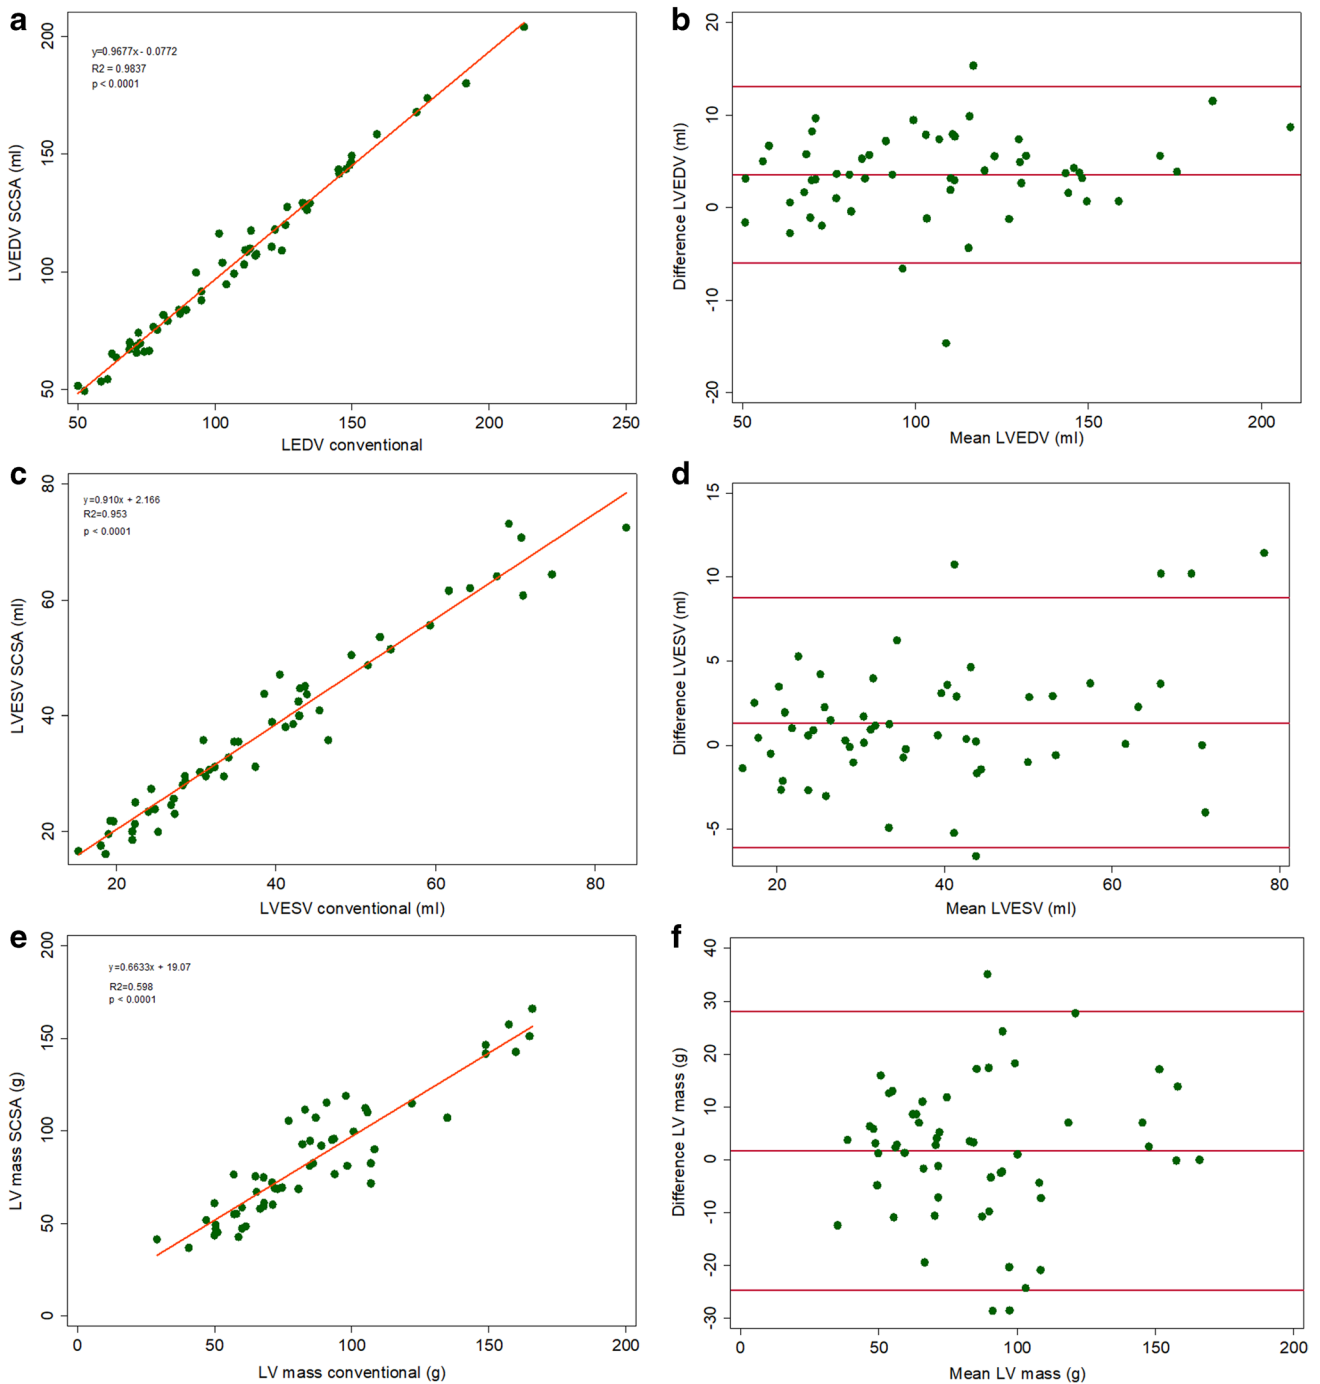 a
y=0.9677x - 0.0772
R2 = 0.9837
p < 0.0001
LVEDV SCSA (ml)
200
150
100
50
50 100 150 200 250
LEDV conventional
b
Difference LVEDV (ml)
20
10
0
-10
-20
50 100 150 200
Mean LVEDV (ml)
c
y=0.910x + 2.166
R2=0.953
p < 0.0001
LVESV SCSA (ml)
80
60
40
20
20 40 60 80
LVESV conventional (ml)
d
Difference LVESV (ml)
15
10
5
0
-5
20 40 60 80
Mean LVESV (ml)
e
y=0.6633x + 19.07
R2=0.598
p < 0.0001
LV mass SCSA (g)
200
150
100
50
0
0 50 100 150 200
LV mass conventional (g)
f
Difference LV mass (g)
40
30
20
10
0
-10
-20
-30
0 50 100 150 200
Mean LV mass (g)